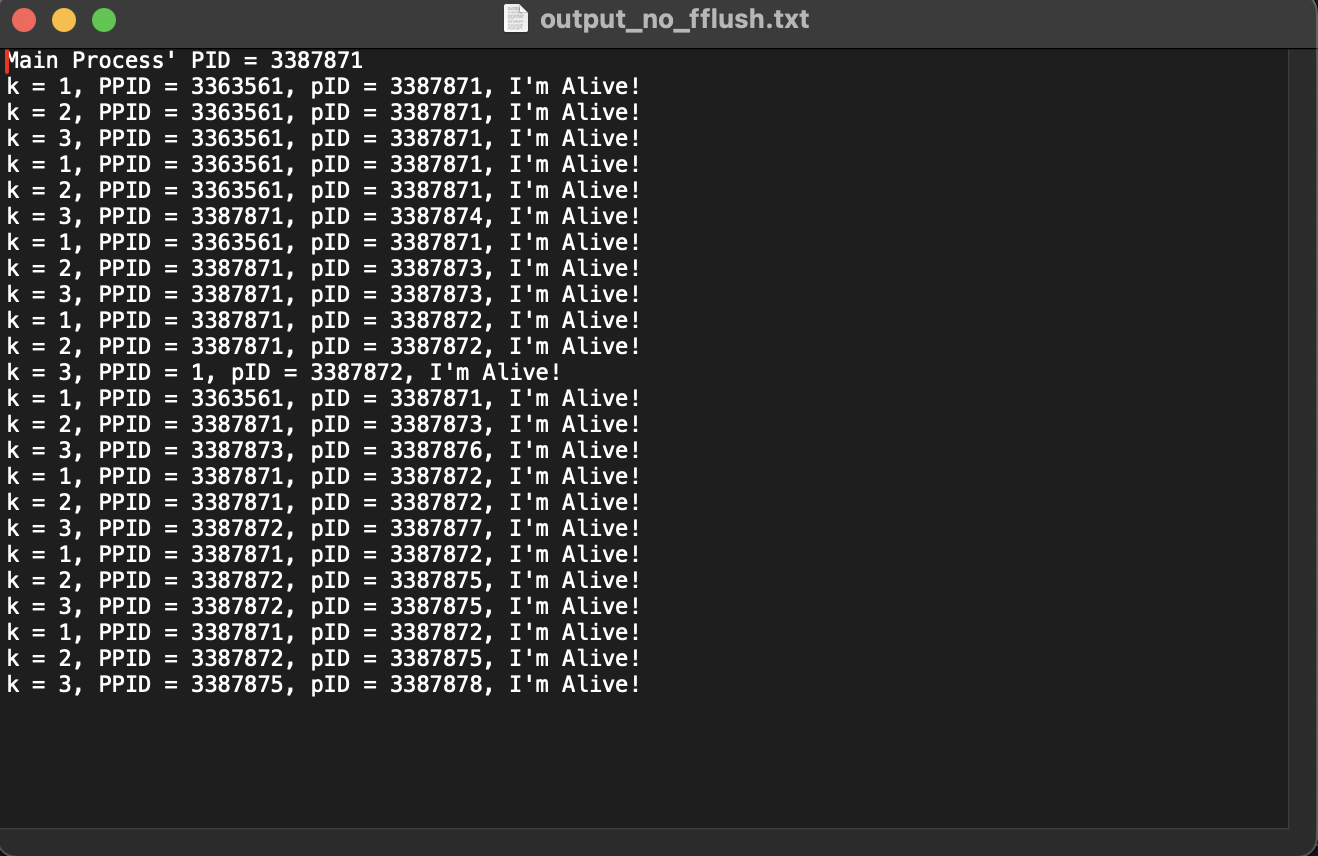 output_no_fflush.txt
Main Process' PID = 3387871
k = 1, PPID = 3363561, pID = 3387871, I'm Alive!
k = 2, PPID = 3363561, pID = 3387871, I'm Alive!
k = 3, PPID = 3363561, pID = 3387871, I'm Alive!
k = 1, PPID = 3363561, pID = 3387871, I'm Alive!
k = 2, PPID = 3363561, pID = 3387871, I'm Alive!
k = 3, PPID = 3387871, pID = 3387874, I'm Alive!
k = 1, PPID = 3363561, pID = 3387871, I'm Alive!
k = 2, PPID = 3387871, pID = 3387873, I'm Alive!
k = 3, PPID = 3387871, pID = 3387873, I'm Alive!
k = 1, PPID = 3387871, pID = 3387872, I'm Alive!
k = 2, PPID = 3387871, pID = 3387872, I'm Alive!
k = 3, PPID = 1, pID = 3387872, I'm Alive!
k = 1, PPID = 3363561, pID = 3387871, I'm Alive!
k = 2, PPID = 3387871, pID = 3387873, I'm Alive!
k = 3, PPID = 3387873, pID = 3387876, I'm Alive!
k = 1, PPID = 3387871, pID = 3387872, I'm Alive!
k = 2, PPID = 3387871, pID = 3387872, I'm Alive!
k = 3, PPID = 3387872, pID = 3387877, I'm Alive!
k = 1, PPID = 3387871, pID = 3387872, I'm Alive!
k = 2, PPID = 3387872, pID = 3387875, I'm Alive!
k = 3, PPID = 3387872, pID = 3387875, I'm Alive!
k = 1, PPID = 3387871, pID = 3387872, I'm Alive!
k = 2, PPID = 3387872, pID = 3387875, I'm Alive!
k = 3, PPID = 3387875, pID = 3387878, I'm Alive!